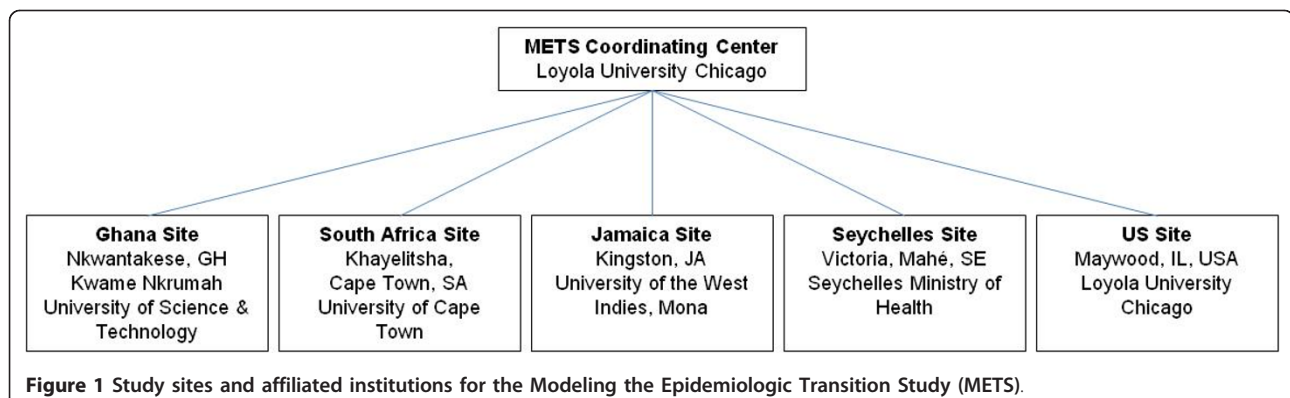 METS Coordinating Center
Loyola University Chicago
Ghana Site
Nkwantakese, GH
Kwame Nkrumah
University of Science &
Technology
South Africa Site
Khayelitsha,
Cape Town, SA
University of Cape
Town
Jamaica Site
Kingston, JA
University of the West
Indies, Mona
Seychelles Site
Victoria, Mahé, SE
Seychelles Ministry of
Health
US Site
Maywood, IL, USA
Loyola University
Chicago
Figure 1 Study sites and affiliated institutions for the Modeling the Epidemiologic Transition Study (METS).